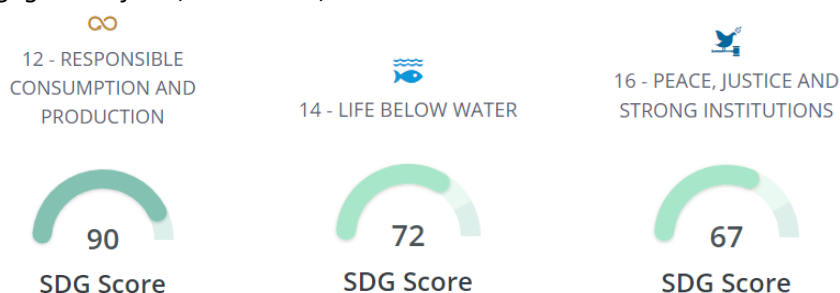 12 - RESPONSIBLE
CONSUMPTION AND
PRODUCTION
90
SDG Score
14 - LIFE BELOW WATER
72
SDG Score
16 - PEACE, JUSTICE AND
STRONG INSTITUTIONS
67
SDG Score